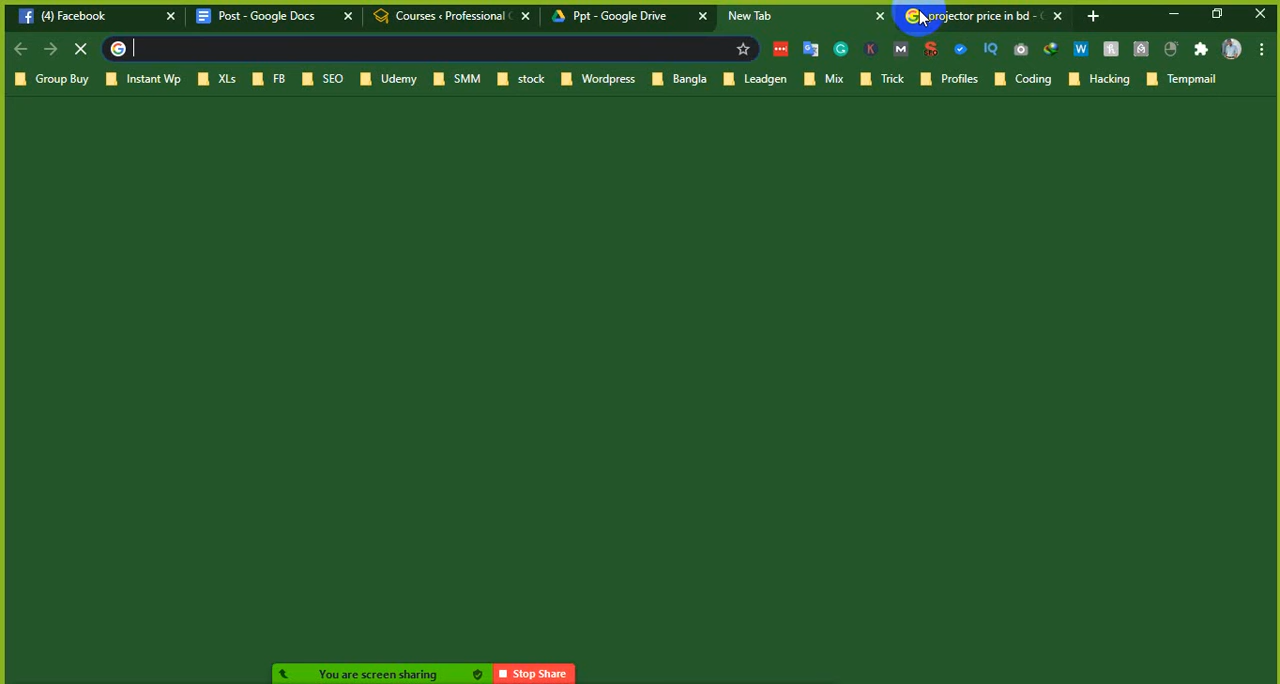 (4) Facebook Post - Google Docs Courses ‹ Professional Ppt - Google Drive New Tab projector price in bd -
Group Buy Instant Wp XLs FB SEO Udemy SMM stock Wordpress Bangla Leadgen Mix Trick Profiles Coding Hacking Tempmail
You are screen sharing Stop Share